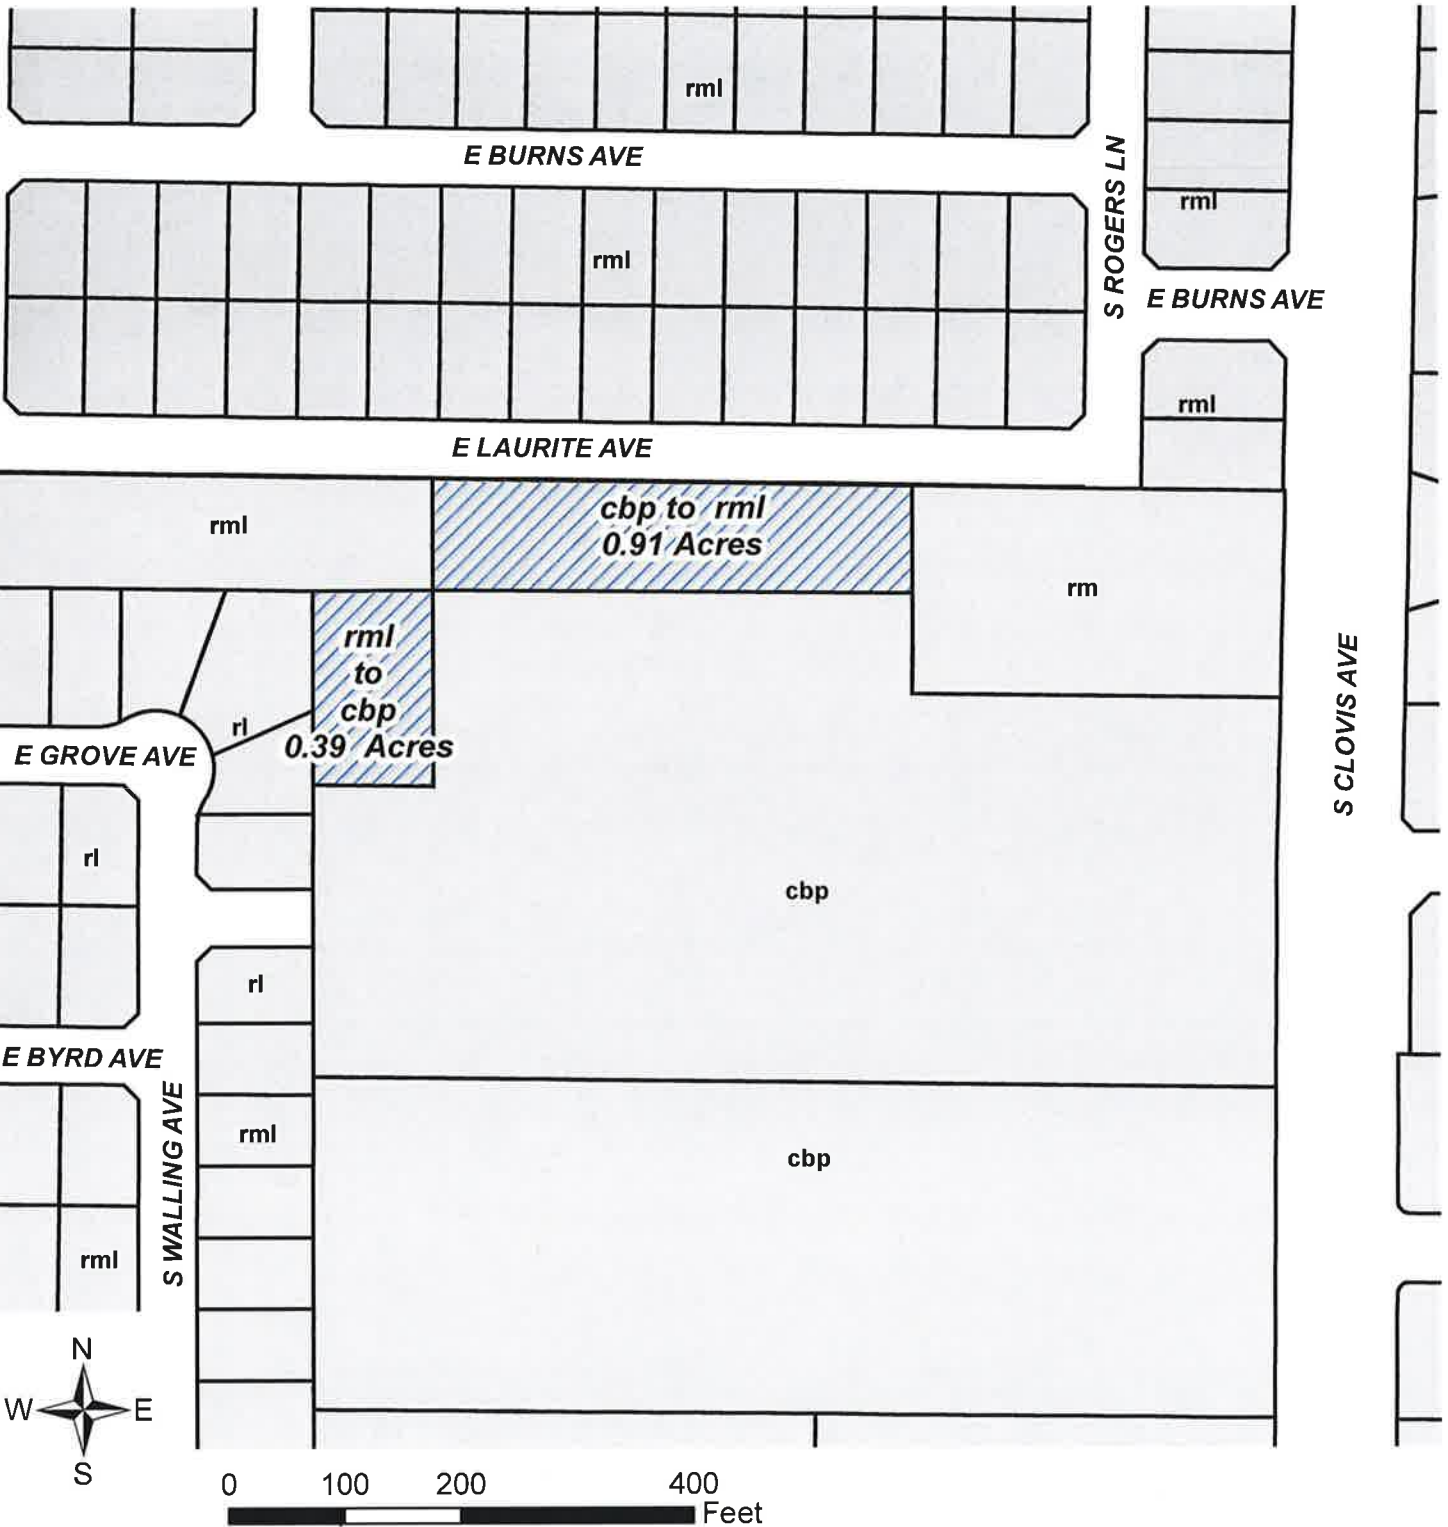 rml
E BURNS AVE
S ROGERS LN
rml
rml
E BURNS AVE
rml
E LAURITE AVE
rml
cbp to rml
0.91 Acres
rm
rml
to
cbp
0.39 Acres
rl
E GROVE AVE
S CLOVIS AVE
rl
cbp
rl
E BYRD AVE
S WALLING AVE
rml
cbp
rml
N
W E
S
0 100 200 400
Feet